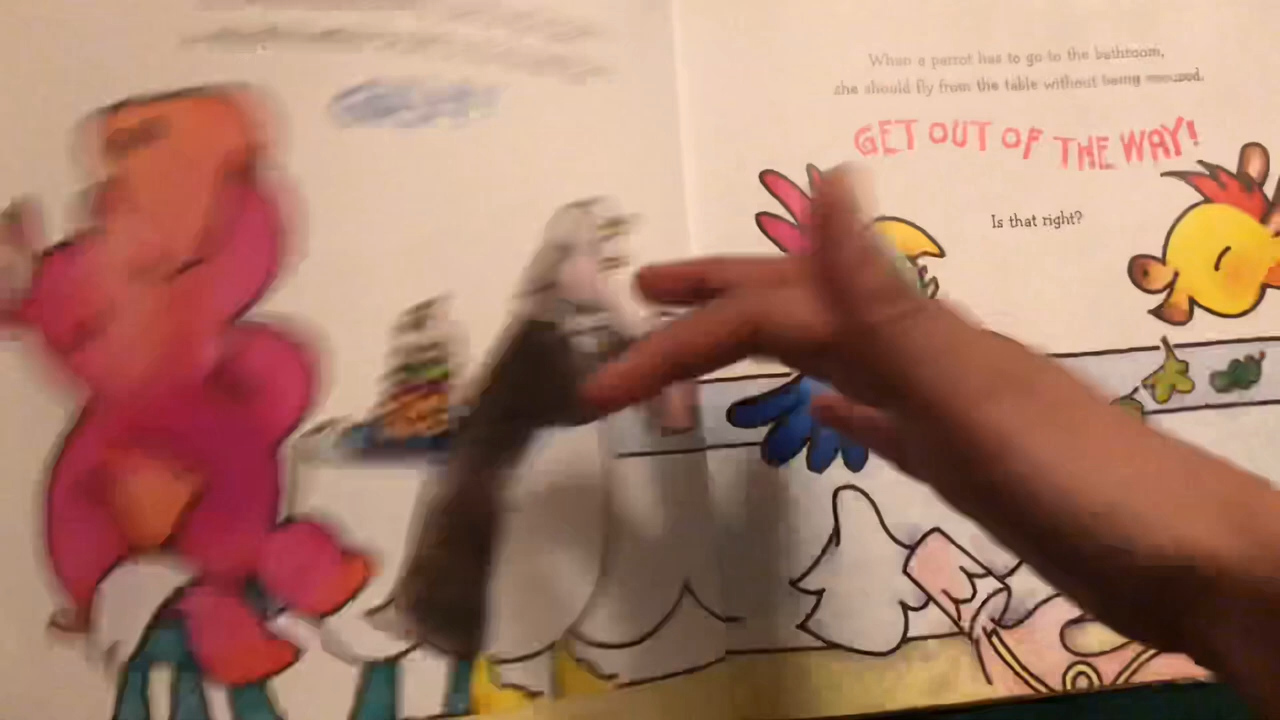 When a parrot has to go to the bathroom,
she should fly from the table without being excused.
GET OUT OF THE WAY!
Is that right?